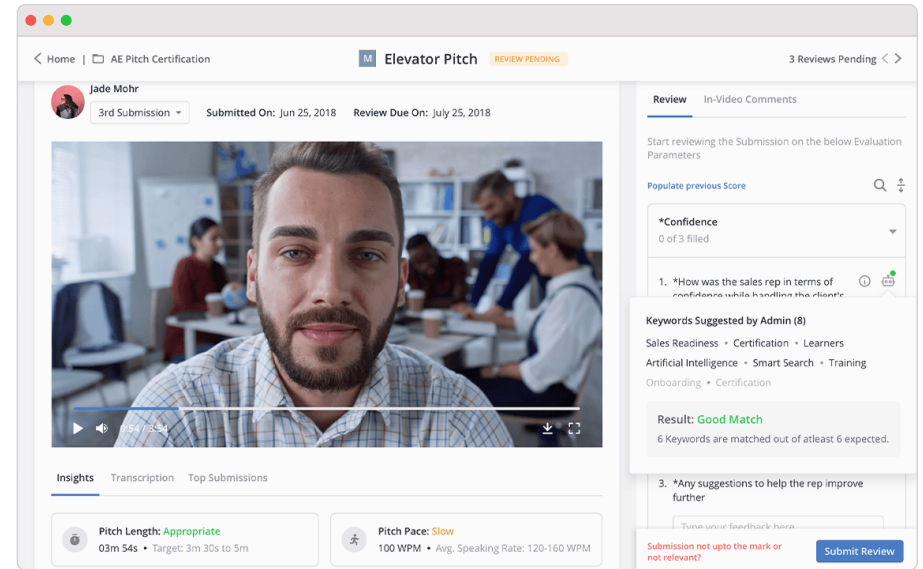 Home | AE Pitch Certification
M Elevator Pitch REVIEW PENDING
3 Reviews Pending
Jade Mohr
3rd Submission
Submitted On: Jun 25, 2018
Review Due On: July 25, 2018
0:54 / 3:54
Insights Transcription Top Submissions
Pitch Length: Appropriate
03m 54s • Target: 3m 30s to 5m
Pitch Pace: Slow
100 WPM • Avg. Speaking Rate: 120-160 WPM
Review In-Video Comments
Start reviewing the Submission on the below Evaluation
Parameters
Populate previous Score
*Confidence
0 of 3 filled
1. *How was the sales rep in terms of
confidence while handling the client's
Keywords Suggested by Admin (8)
Sales Readiness • Certification • Learners
Artificial Intelligence • Smart Search • Training
Onboarding • Certification
Result: Good Match
6 Keywords are matched out of atleast 6 expected.
3. *Any suggestions to help the rep improve
further
Type your feedback here
Submission not upto the mark or
not relevant?
Submit Review